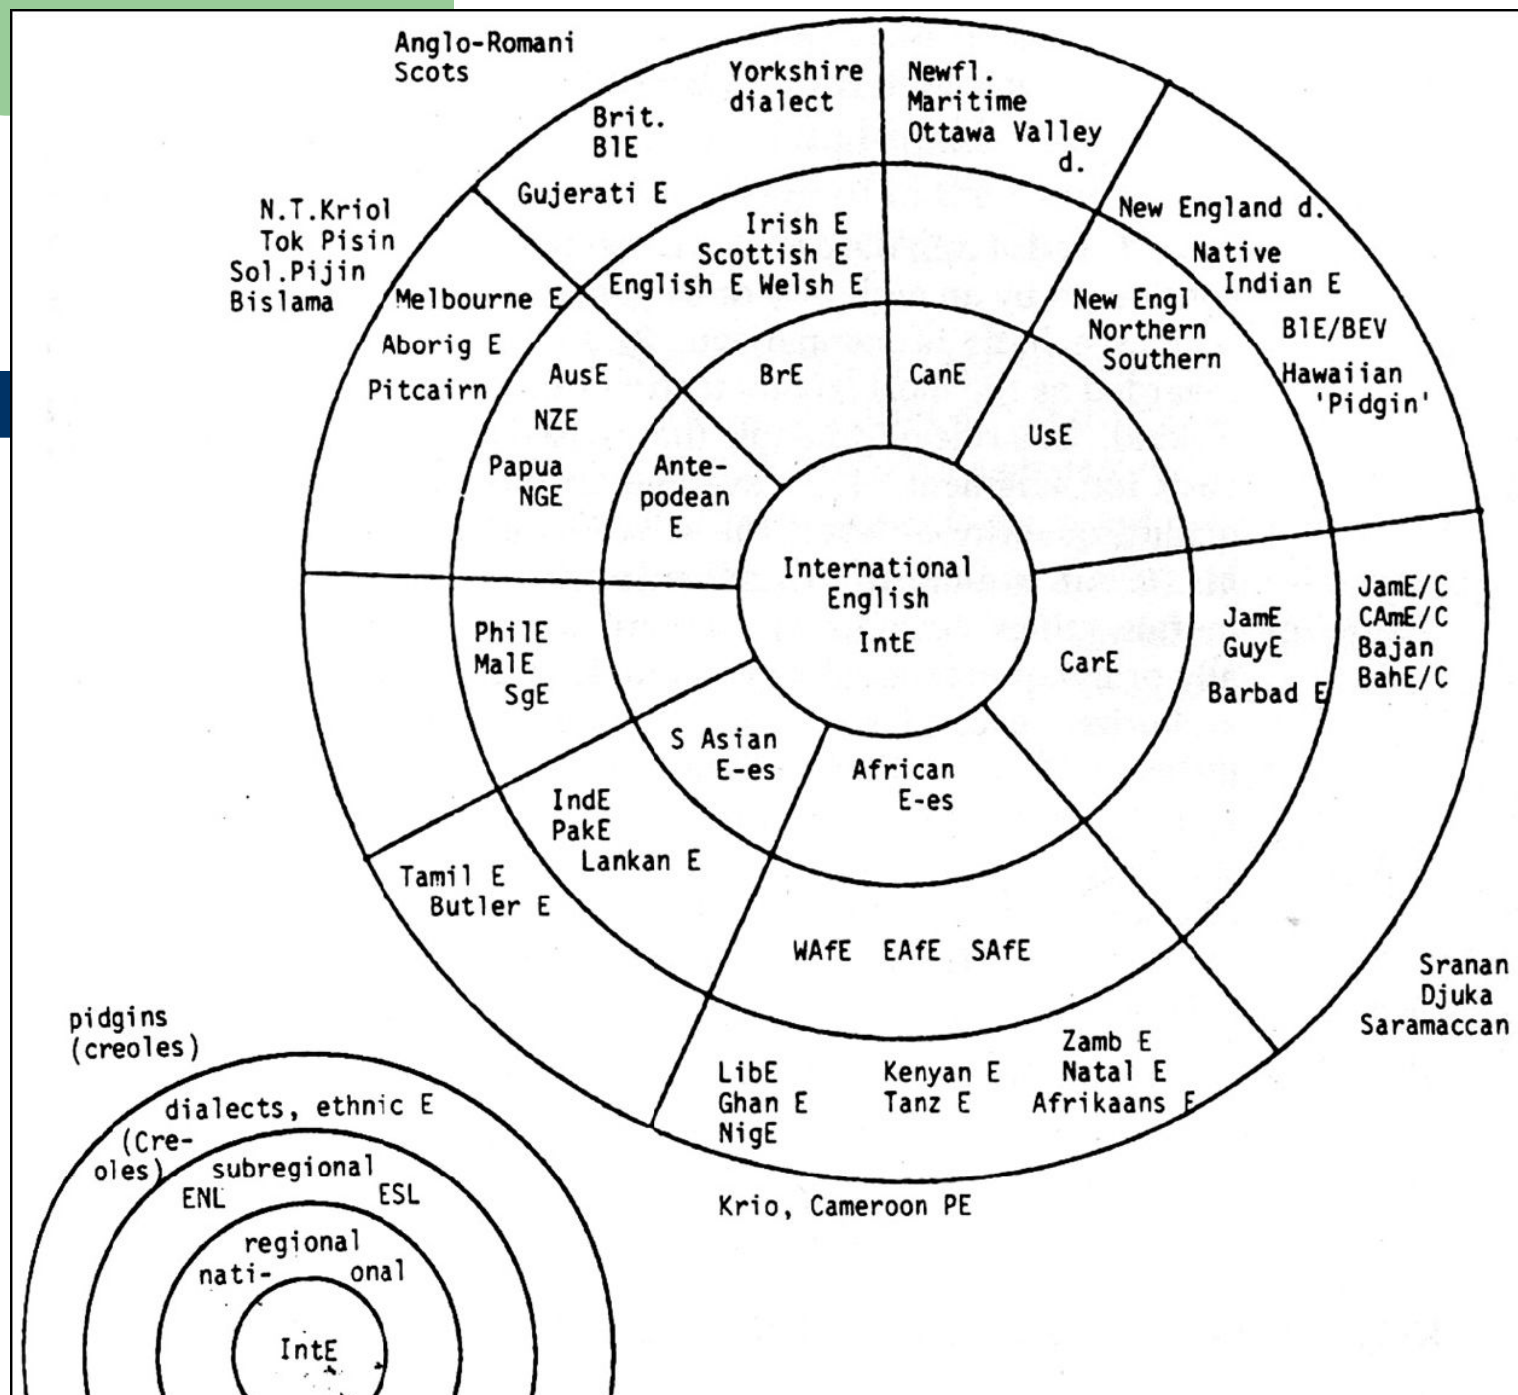 Anglo-Romani
Scots
Yorkshire
dialect
Brit.
BlE
Gujerati E
Newfl.
Maritime
Ottawa Valley
d.
New England d.
Native
Indian E
BlE/BEV
Hawaiian
'Pidgin'
N.T.Kriol
Tok Pisin
Sol.Pijin
Bislama
Melbourne E
Aborig E
Pitcairn
Irish E
Scottish E
English E Welsh E
New Engl
Northern
Southern
AusE
NZE
Papua
NGE
BrE
CanE
UsE
Ante-
podean
E
International
English
IntE
CarE
JamE
GuyE
Barbad E
JamE/C
CAmE/C
Bajan
BahE/C
PhilE
MalE
SgE
S Asian
E-es
African
E-es
IndE
PakE
Lankan E
Tamil E
Butler E
WAfE EAfE SAfE
LibE
Ghan E
NigE
Kenyan E
Tanz E
Zamb E
Natal E
Afrikaans E
Sranan
Djuka
Saramaccan
Krio, Cameroon PE
pidgins
(creoles)
dialects, ethnic E
(Cre-
oles)
subregional
ENL ESL
regional
nati- onal
IntE